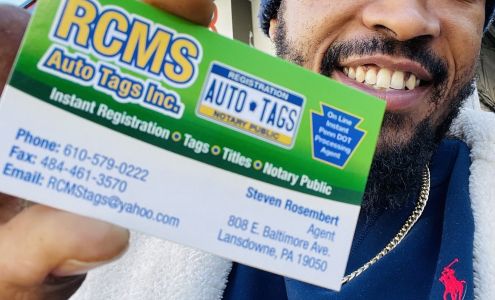 RCMS
Auto Tags Inc.
REGISTRATION
AUTO TAGS
NOTARY PUBLIC
On Line
Instant
Penn DOT
Processing
Agent
Instant Registration • Tags • Titles • Notary Public
Phone: 610-579-0222
Fax: 484-461-3570
Email: RCMStags@yahoo.com
Steven Rosembert
Agent
808 E. Baltimore Ave.
Lansdowne, PA 19050